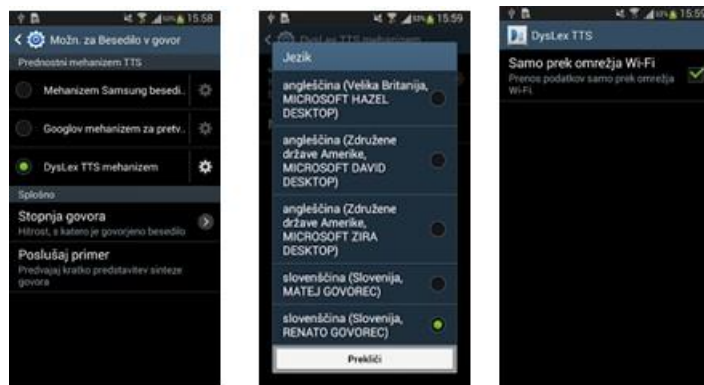 15.58
Možn. za Besedilo v govor
Prednostni mehanizem TTS
Mehanizem Samsung besedi..
Googlov mehanizem za pretv..
DysLex TTS mehanizem
Splošno
Stopnja govora
Hitrost, s katero je govorjeno besedilo
Poslušaj primer
Predvajaj kratko predstavitev sinteze
govora
15:59
Jezik
angleščina (Velika Britanija,
MICROSOFT HAZEL
DESKTOP)
angleščina (Združene
države Amerike,
MICROSOFT DAVID
DESKTOP)
angleščina (Združene
države Amerike,
MICROSOFT ZIRA
DESKTOP)
slovenščina (Slovenija,
MATEJ GOVOREC)
slovenščina (Slovenija,
RENATO GOVOREC)
Prekliči
15:59
DysLex TTS
Samo prek omrežja Wi-Fi
Prenos podatkov samo prek omrežja
Wi-Fi.